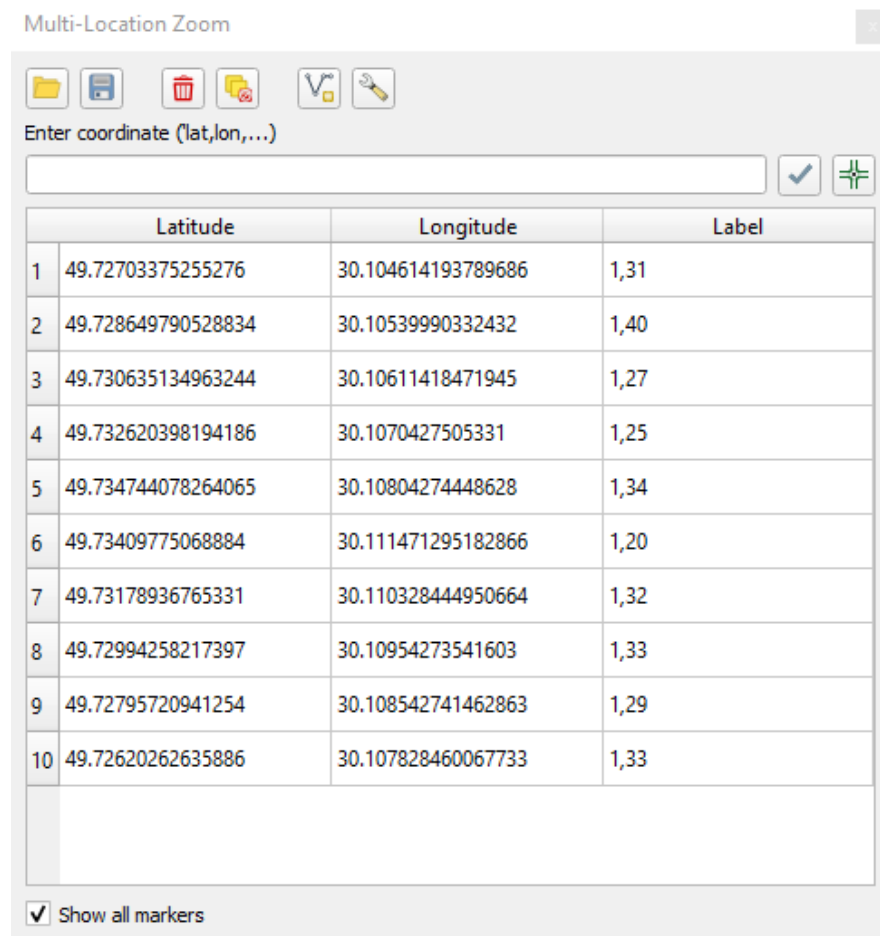 Multi-Location Zoom
x
Enter coordinate ('lat,lon,...)
Latitude Longitude Label
1 49.72703375255276 30.104614193789686 1,31
2 49.728649790528834 30.10539990332432 1,40
3 49.730635134963244 30.10611418471945 1,27
4 49.732620398194186 30.1070427505331 1,25
5 49.734744078264065 30.10804274448628 1,34
6 49.73409775068884 30.111471295182866 1,20
7 49.73178936765331 30.110328444950664 1,32
8 49.72994258217397 30.10954273541603 1,33
9 49.72795720941254 30.108542741462863 1,29
10 49.72620262635886 30.107828460067733 1,33
Show all markers